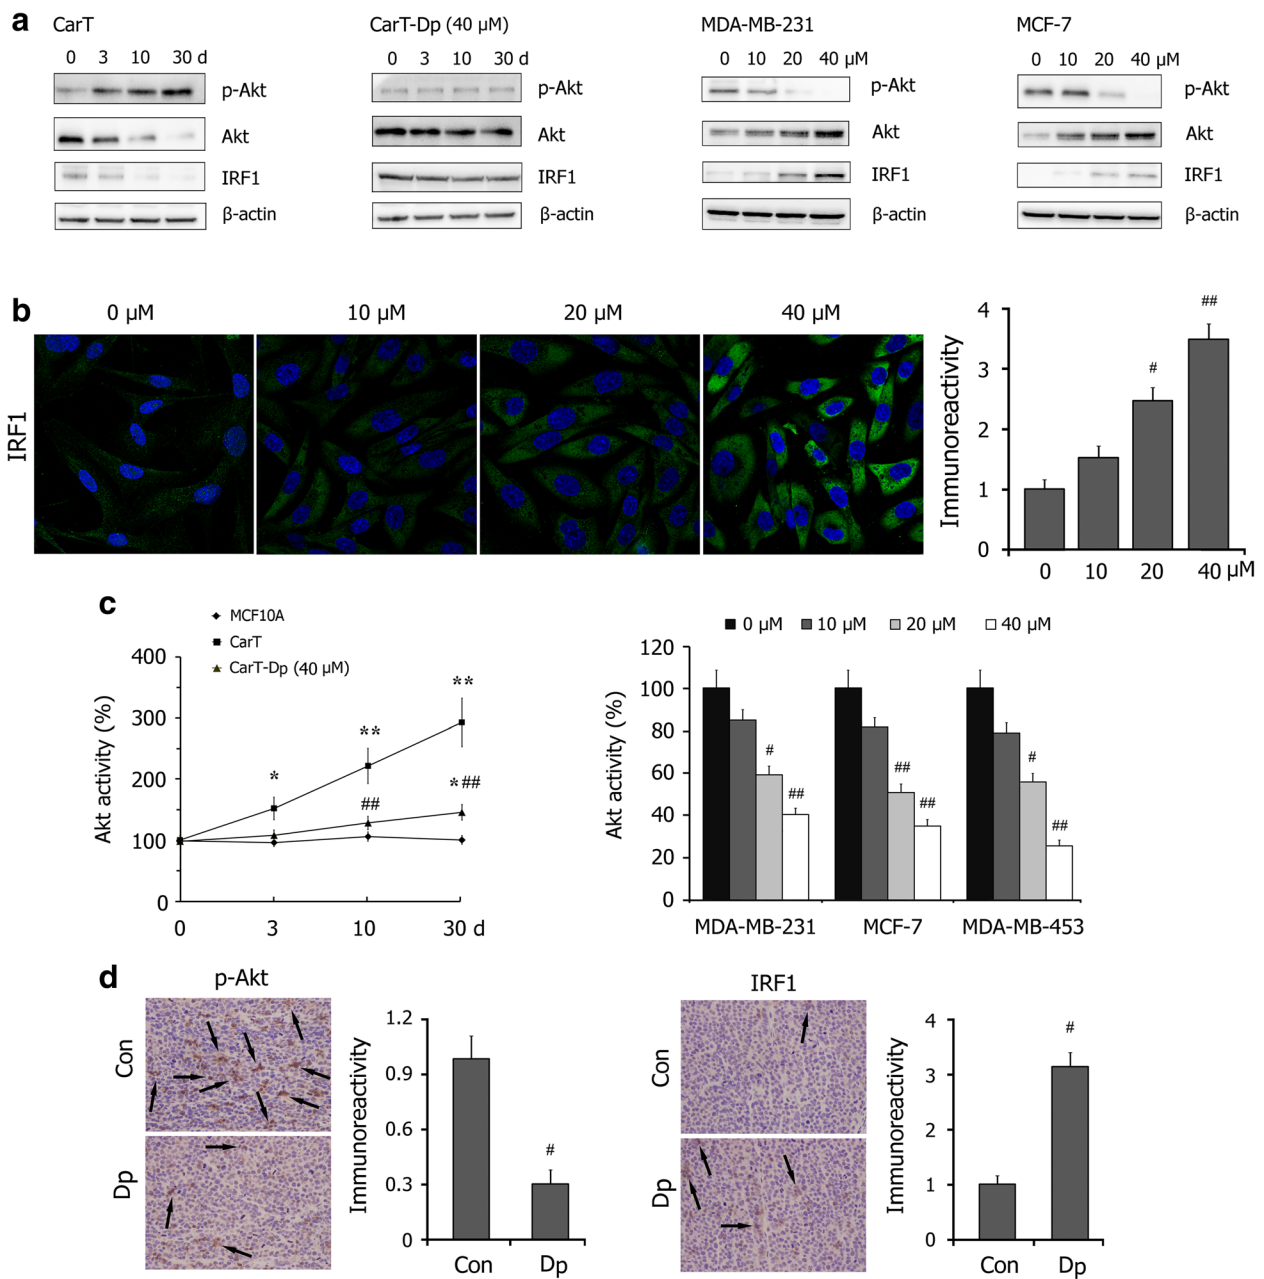 a
CarT
CarT-Dp (40 µM)
MDA-MB-231
MCF-7
0 3 10 30 d
0 3 10 30 d
0 10 20 40 µM
0 10 20 40 µM
p-Akt
p-Akt
p-Akt
p-Akt
Akt
Akt
Akt
Akt
IRF1
IRF1
IRF1
IRF1
β-actin
β-actin
β-actin
β-actin
b
0 µM
10 µM
20 µM
40 µM
IRF1
Immunoreactivity
4
3
2
1
0
#
##
0 10 20 40 µM
c
MCF10A
CarT
CarT-Dp (40 µM)
Akt activity (%)
400
300
200
100
0
*
**
**
##
*##
0 3 10 30 d
0 µM 10 µM 20 µM 40 µM
Akt activity (%)
120
100
80
60
40
20
0
#
##
##
##
#
##
MDA-MB-231 MCF-7 MDA-MB-453
d
p-Akt
Con
Dp
Immunoreactivity
1.2
0.9
0.6
0.3
0
#
Con Dp
IRF1
Con
Dp
Immunoreactivity
4
3
2
1
0
#
Con Dp